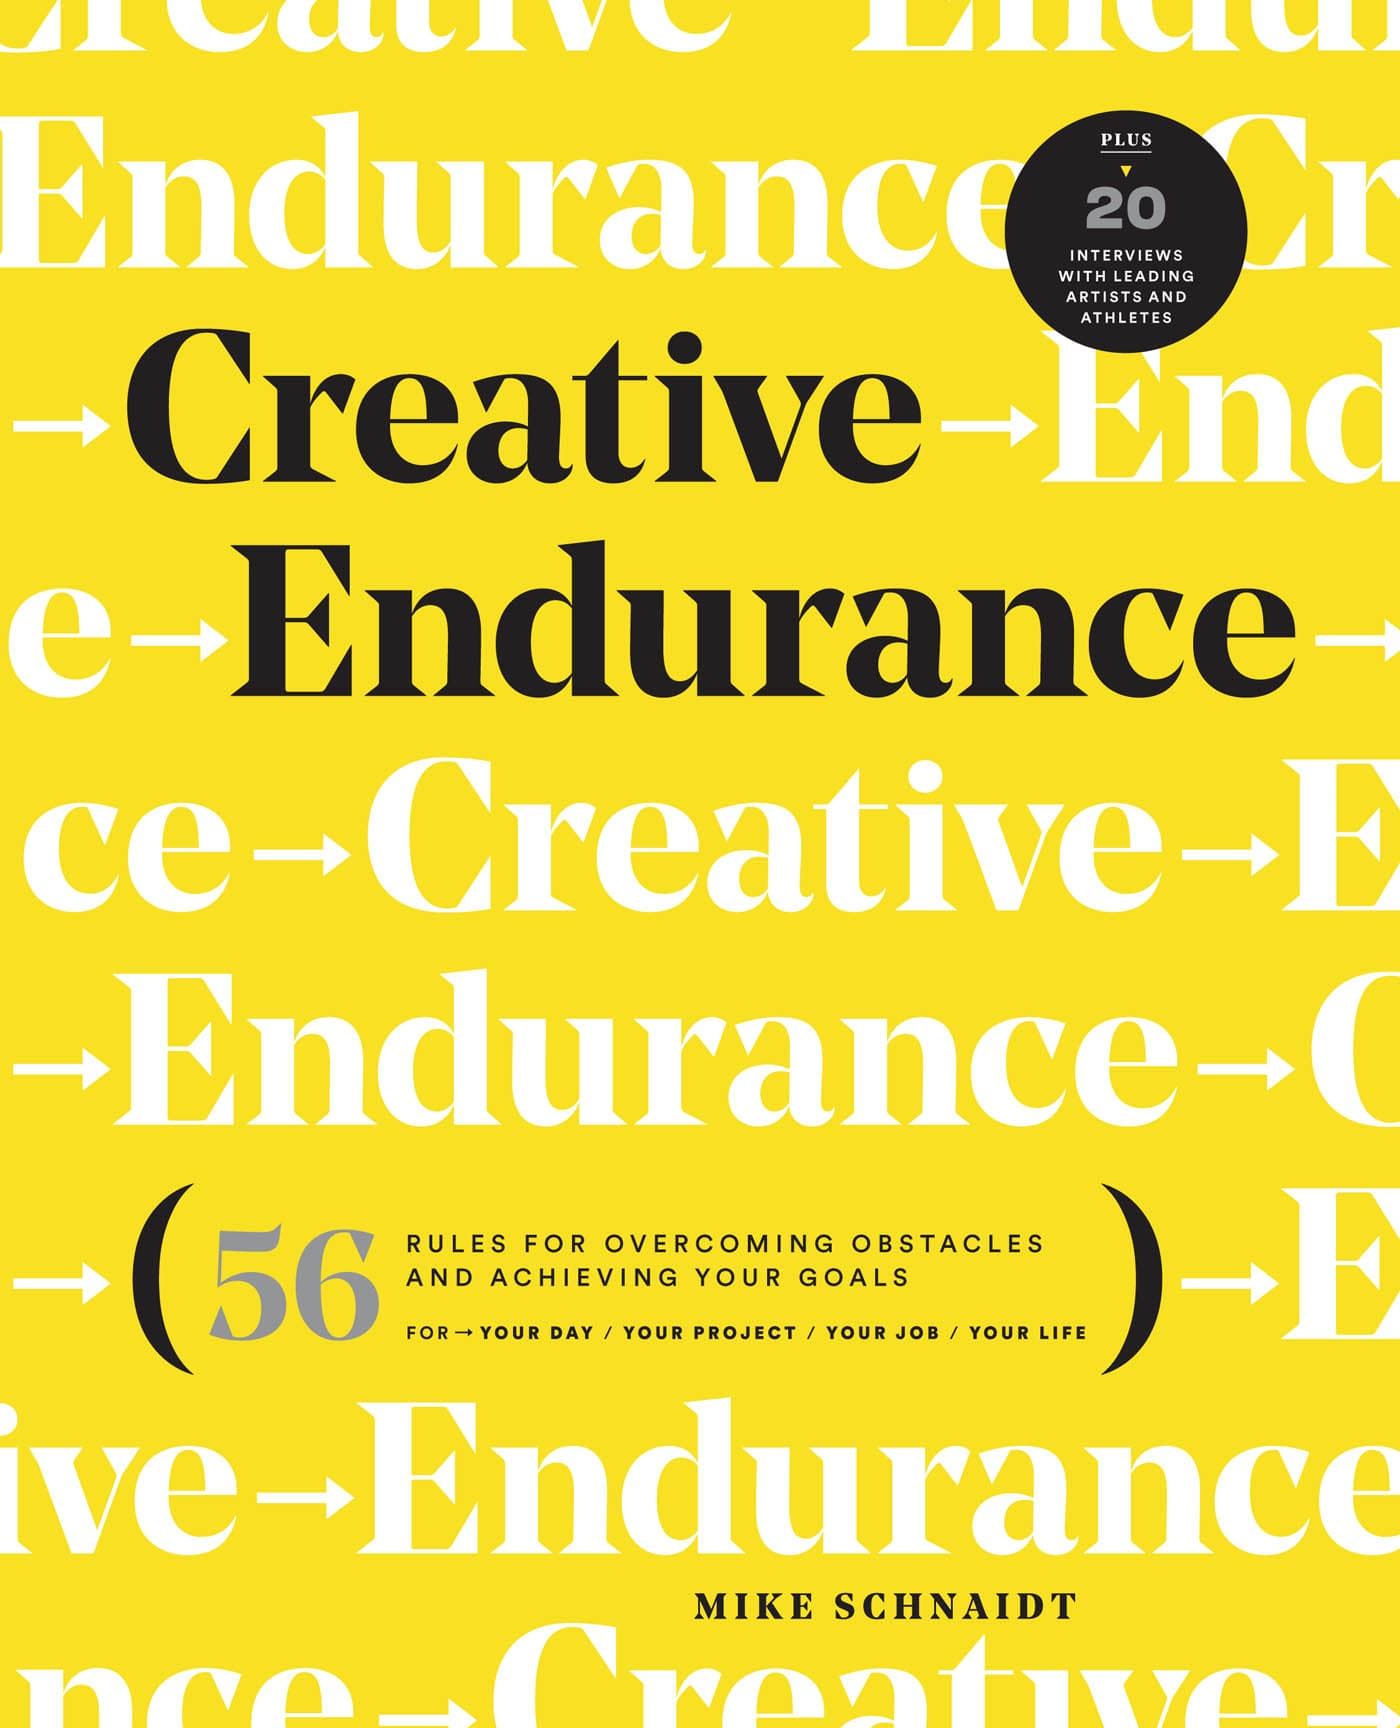 Creative Endur
Endurance Cr
PLUS
20
INTERVIEWS
WITH LEADING
ARTISTS AND
ATHLETES
→Creative→End
e→Endurance→
ce→Creative→E
→Endurance→C
→(56 RULES FOR OVERCOMING OBSTACLES
AND ACHIEVING YOUR GOALS
FOR→YOUR DAY / YOUR PROJECT / YOUR JOB / YOUR LIFE)→E
ive→Endurance
MIKE SCHNAIDT
nce→Creative→